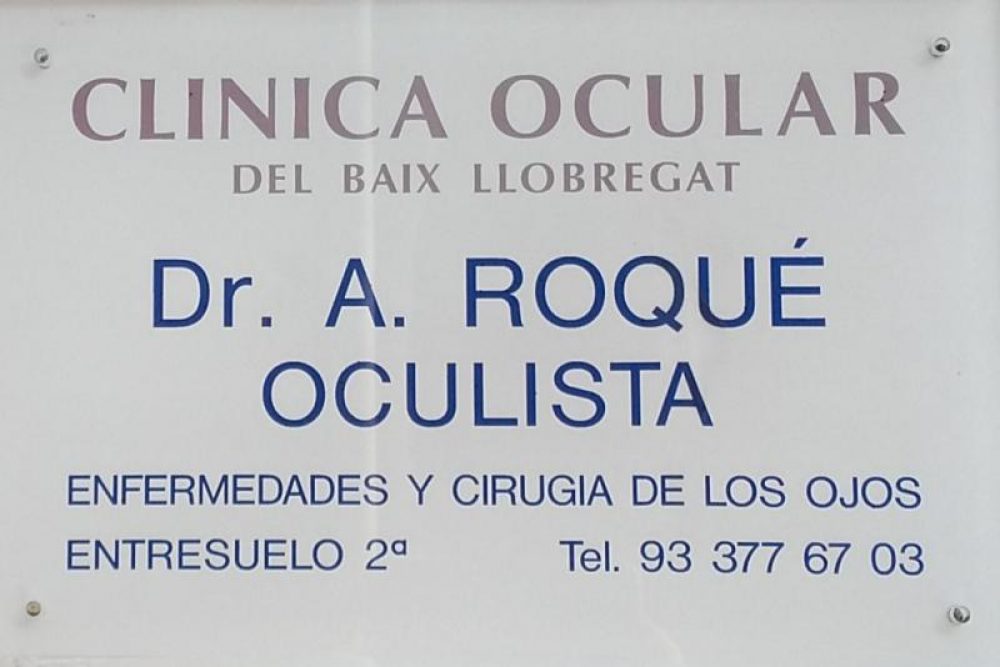 CLINICA OCULAR
DEL BAIX LLOBREGAT
Dr. A. ROQUÉ
OCULISTA
ENFERMEDADES Y CIRUGIA DE LOS OJOS
ENTRESUELO 2ª Tel. 93 377 67 03